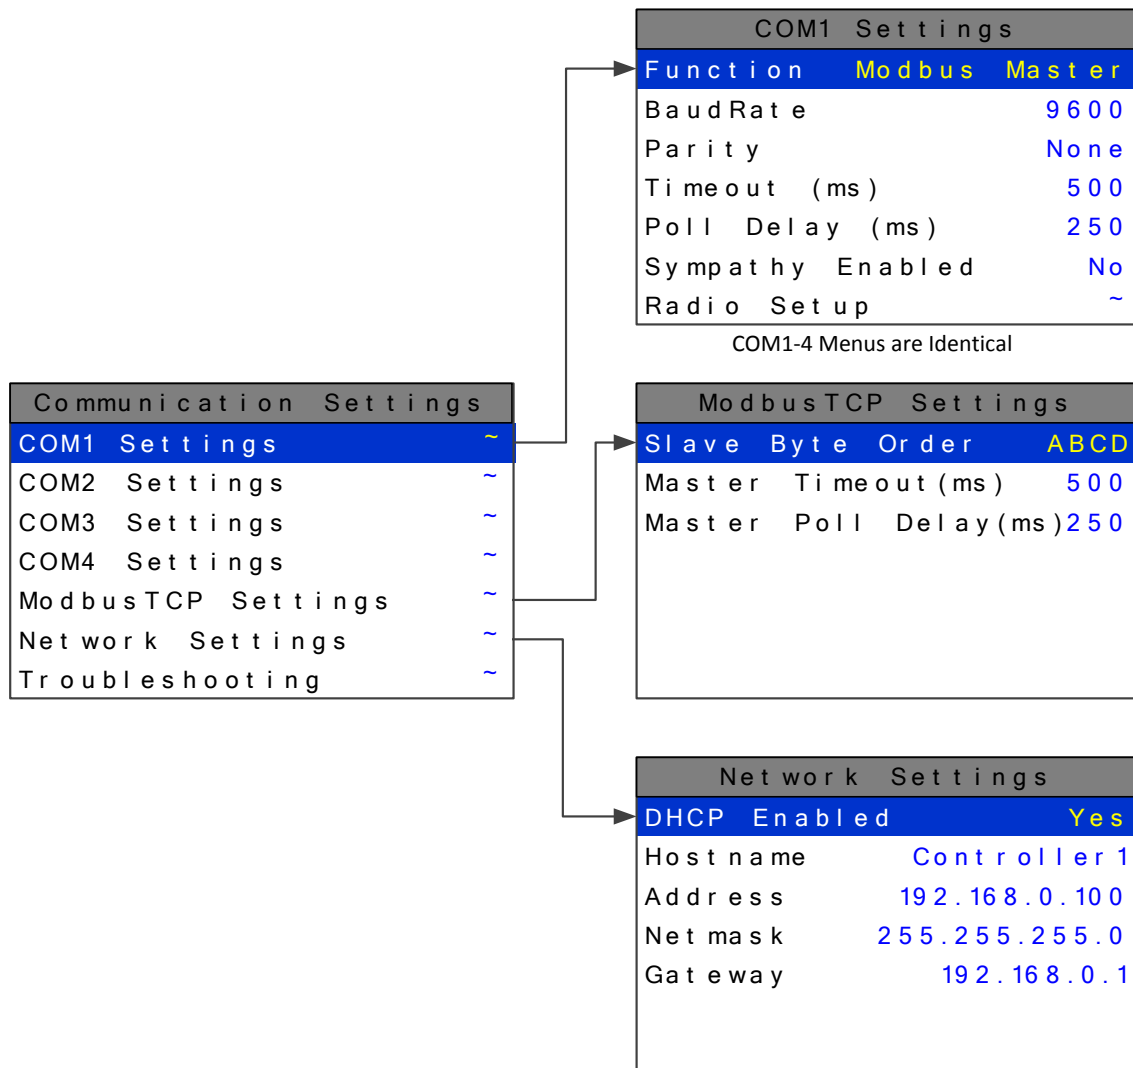 COM1 Settings
Function Modbus Master
BaudRate 9600
Parity None
Timeout (ms) 500
Poll Delay (ms) 250
Sympathy Enabled No
Radio Setup ~
COM1-4 Menus are Identical
Communication Settings
COM1 Settings ~
COM2 Settings ~
COM3 Settings ~
COM4 Settings ~
ModbusTCP Settings ~
Network Settings ~
Troubleshooting ~
ModbusTCP Settings
Slave Byte Order ABCD
Master Timeout(ms) 500
Master Poll Delay(ms)250
Network Settings
DHCP Enabled Yes
Hostname Controller1
Address 192.168.0.100
Netmask 255.255.255.0
Gateway 192.168.0.1